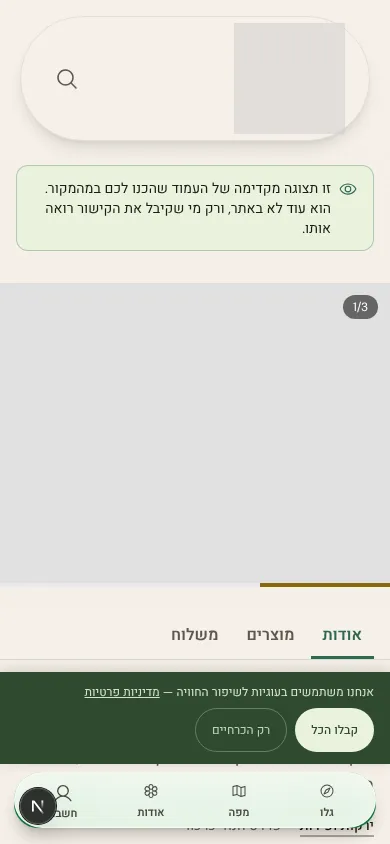 זו תצוגה מקדימה של העמוד שהכנו לכם במהמקור.
הוא עוד לא באתר, ורק מי שקיבל את הקישור רואה
אותו.
1/3
אודות
מוצרים
משלוח
אנחנו משתמשים בעוגיות לשיפור החוויה — מדיניות פרטיות
קבלו הכל
רק הכרחיים
גלו
מפה
אודות
N